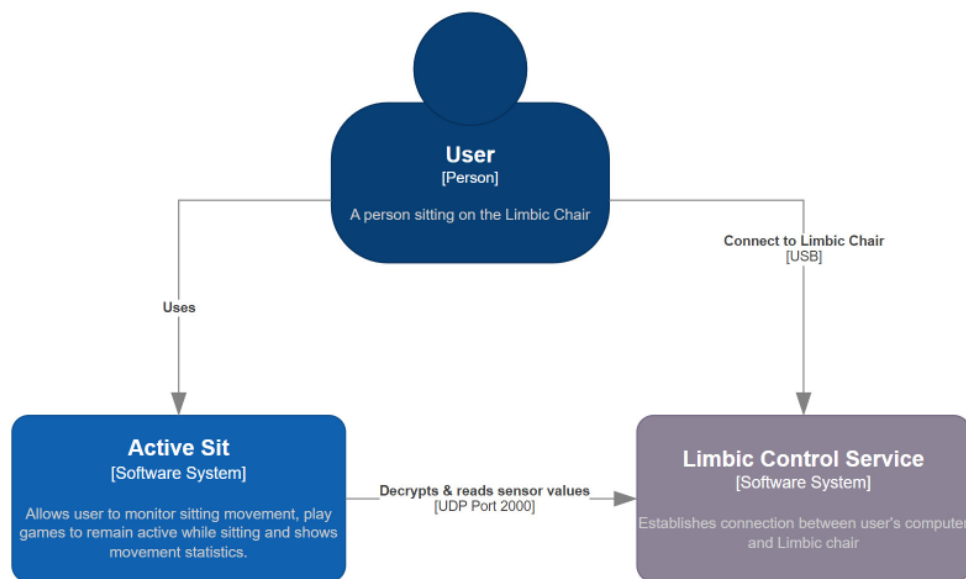 User
[Person]
A person sitting on the Limbic Chair
Connect to Limbic Chair
[USB]
Uses
Active Sit
[Software System]
Allows user to monitor sitting movement, play
games to remain active while sitting and shows
movement statistics.
Decrypts & reads sensor values
[UDP Port 2000]
Limbic Control Service
[Software System]
Establishes connection between user's computer
and Limbic chair